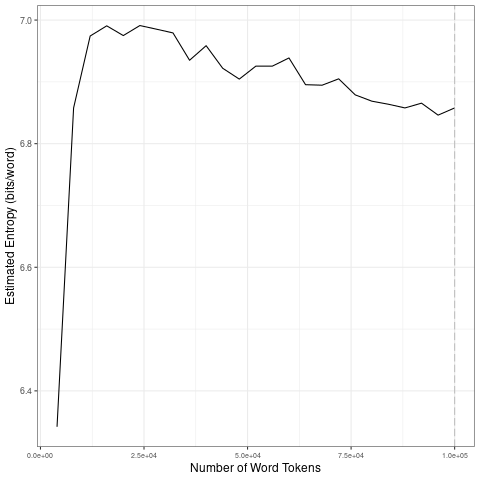 7.0
6.8
6.6
6.4
Estimated Entropy (bits/word)
0.0e+00 2.5e+04 5.0e+04 7.5e+04 1.0e+05
Number of Word Tokens